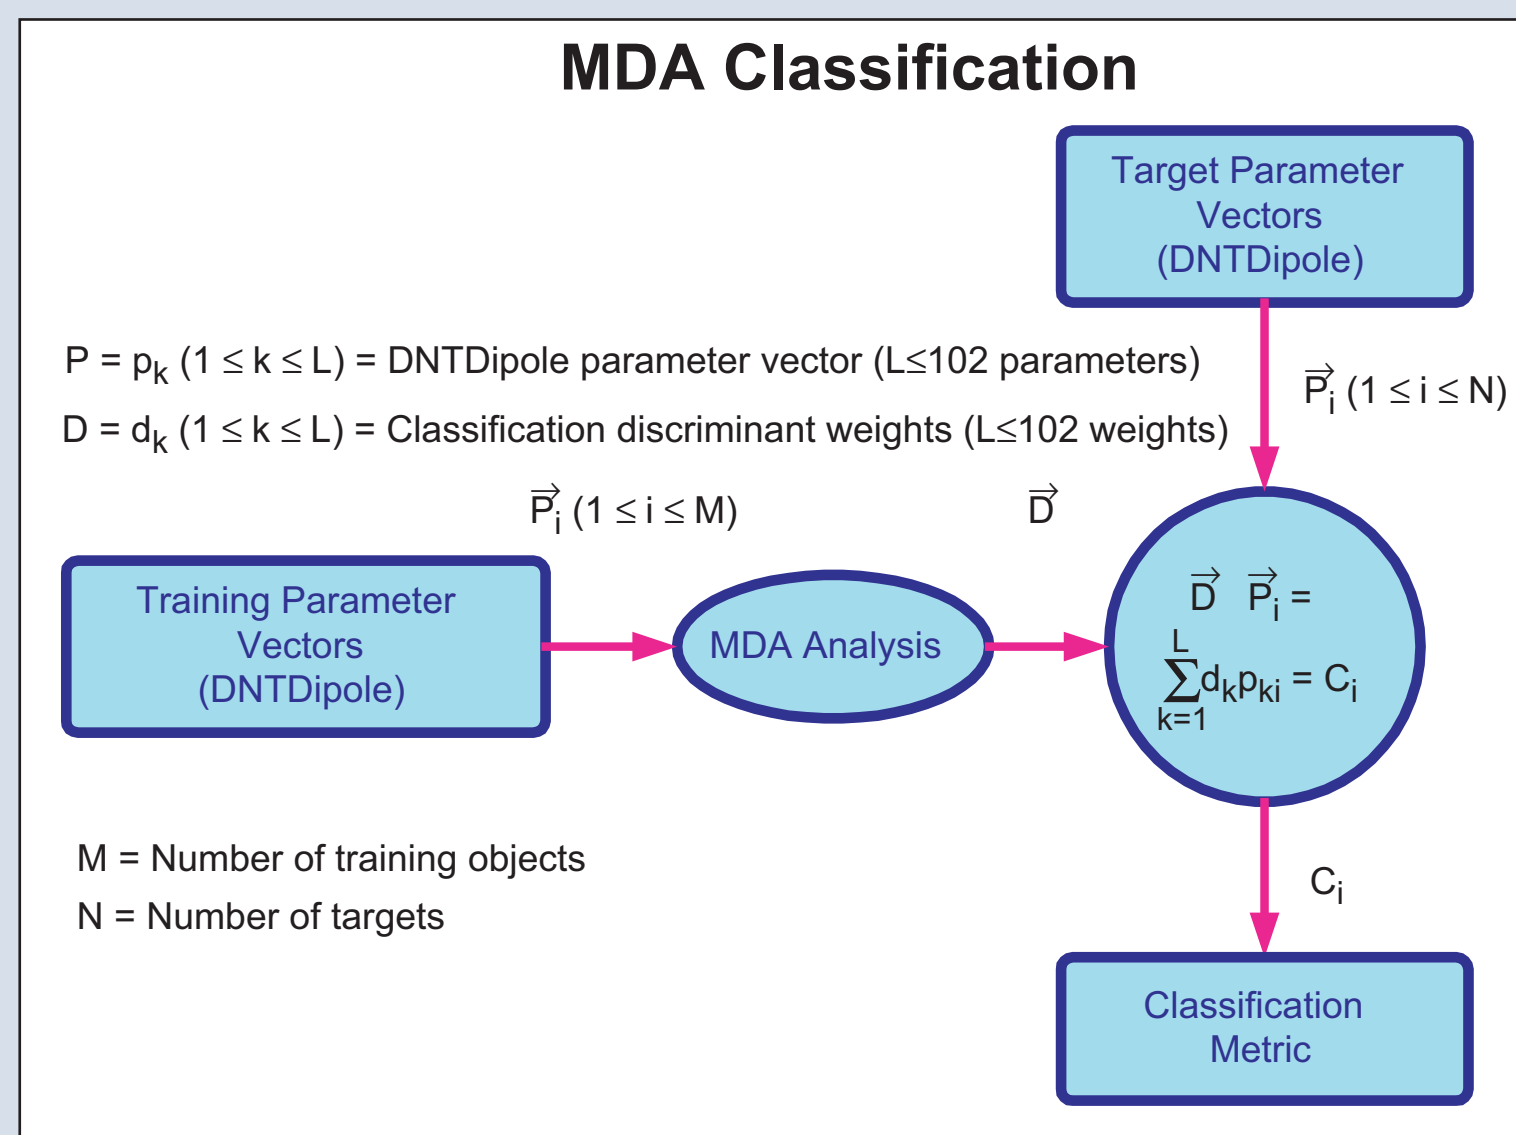 MDA Classification
Target Parameter
Vectors
(DNTDipole)
P = pk (1 ≤ k ≤ L) = DNTDipole parameter vector (L≤102 parameters)
D = dk (1 ≤ k ≤ L) = Classification discriminant weights (L≤102 weights)
P⃗i (1 ≤ i ≤ N)
P⃗i (1 ≤ i ≤ M)
D⃗
Training Parameter
Vectors
(DNTDipole)
MDA Analysis
D⃗ P⃗i =
L
∑dkpki = Ci
k=1
M = Number of training objects
N = Number of targets
Ci
Classification
Metric